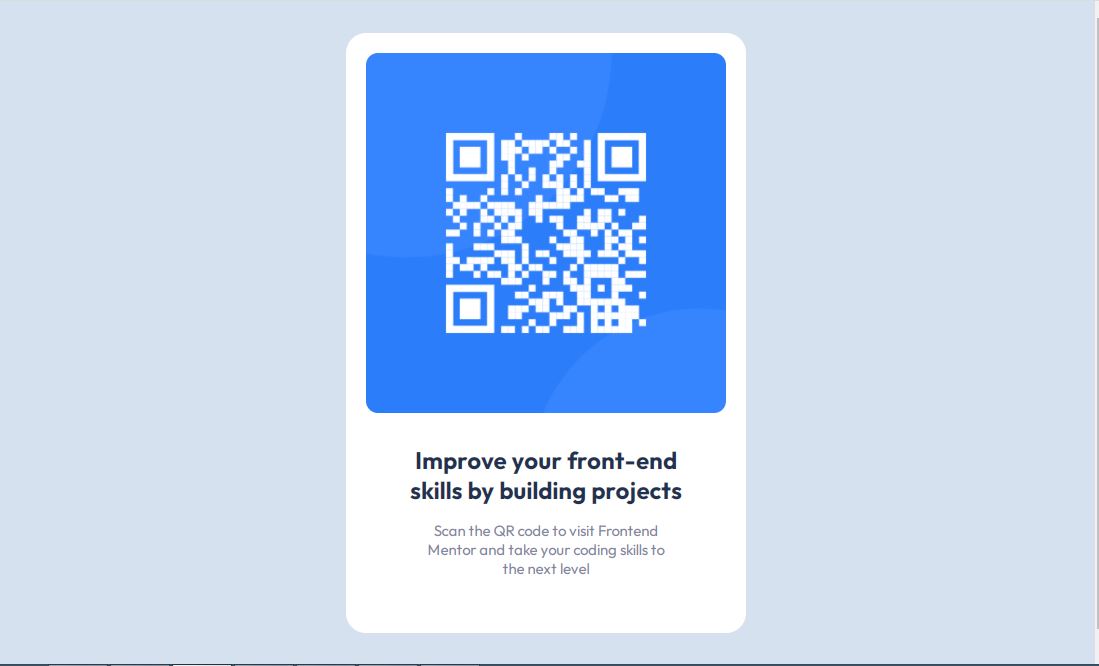 Improve your front-end
skills by building projects
Scan the QR code to visit Frontend
Mentor and take your coding skills to
the next level